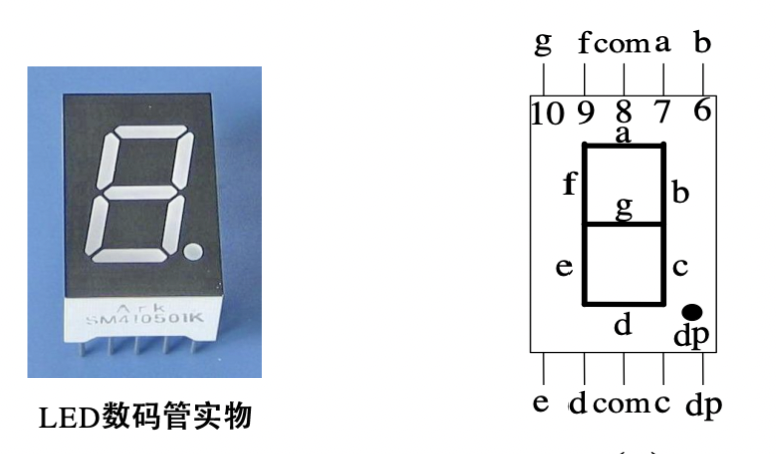 g f com a b
10 9 8 7 6
a
f b
g
e c
d
dp
e d com c dp
Ark
SM410501K
LED数码管实物